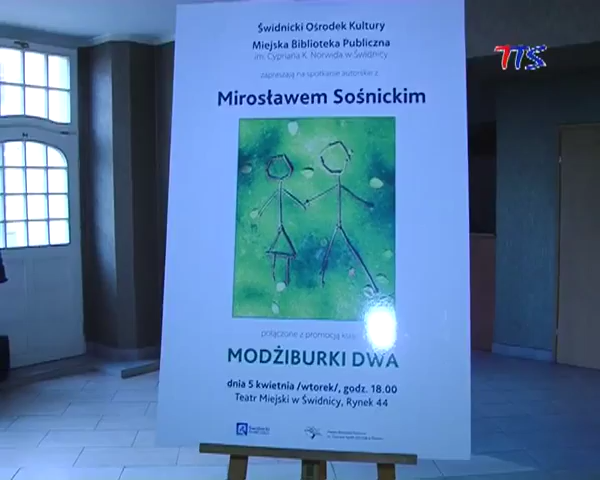 TTS
Świdnicki Ośrodek Kultury
Miejska Biblioteka Publiczna
im. Cypriana K. Norwida w Świdnicy
zapraszają na spotkanie autorskie z
Mirosławem Sośnickim
połączone z promocją
MODŻIBURKI DWA
dnia 5 kwietnia /wtorek/, godz. 18.00
Teatr Miejski w Świdnicy, Rynek 44